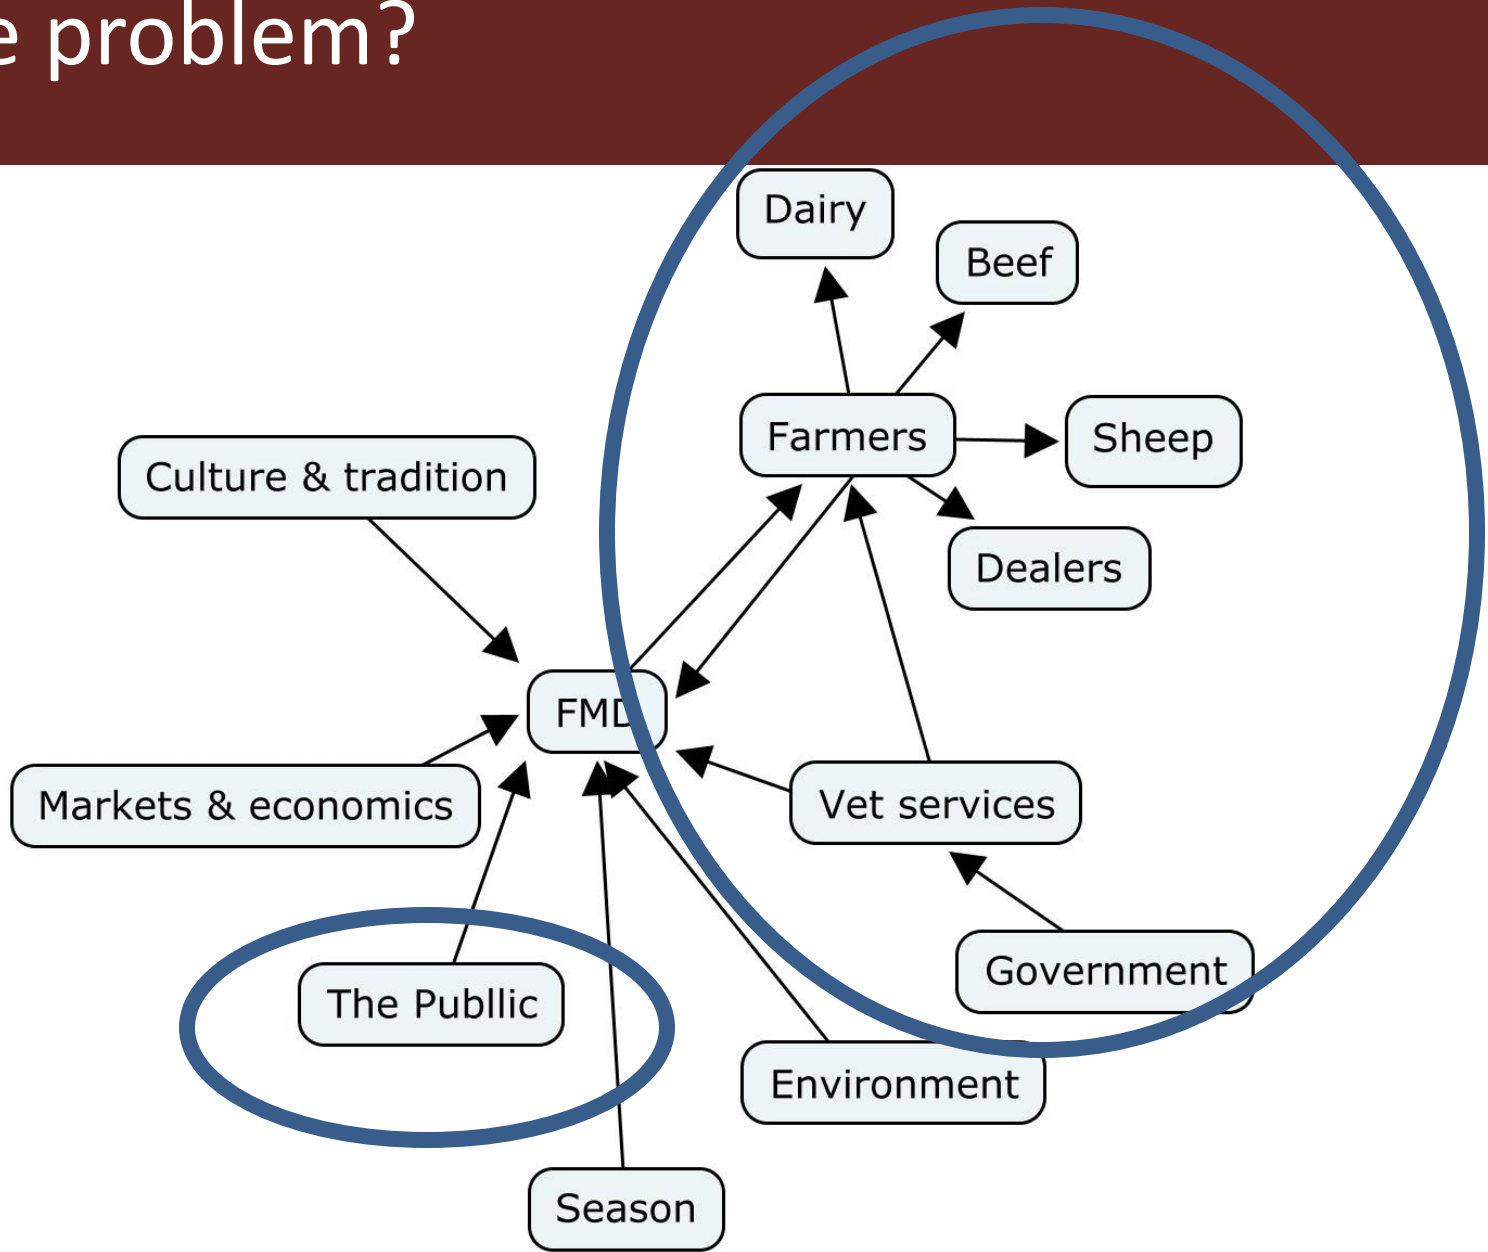 e problem?
Dairy
Beef
Farmers
Sheep
Culture & tradition
Dealers
FMD
Markets & economics
Vet services
Government
The Publlic
Environment
Season